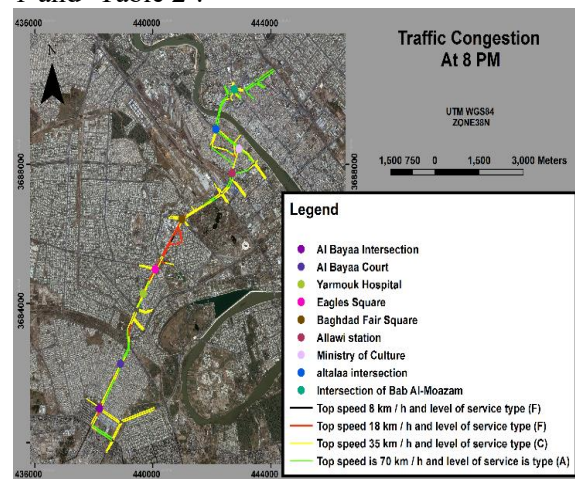 1 and Table 2 .
436000 440000 444000
N
Traffic Congestion
At 8 PM
UTM WGS84
ZONE38N
1,500 750 0 1,500 3,000 Meters
3688000 3688000
Legend
Al Bayaa Intersection
Al Bayaa Court
Yarmouk Hospital
Eagles Square
Baghdad Fair Square
Allawi station
Ministry of Culture
altalaa intersection
Intersection of Bab Al-Moazam
Top speed 8 km / h and level of service type (F)
Top speed 18 km / h and level of service type (F)
Top speed 35 km / h and level of service type (C)
Top speed is 70 km / h and level of service is type (A)
3684000
436000 440000 444000